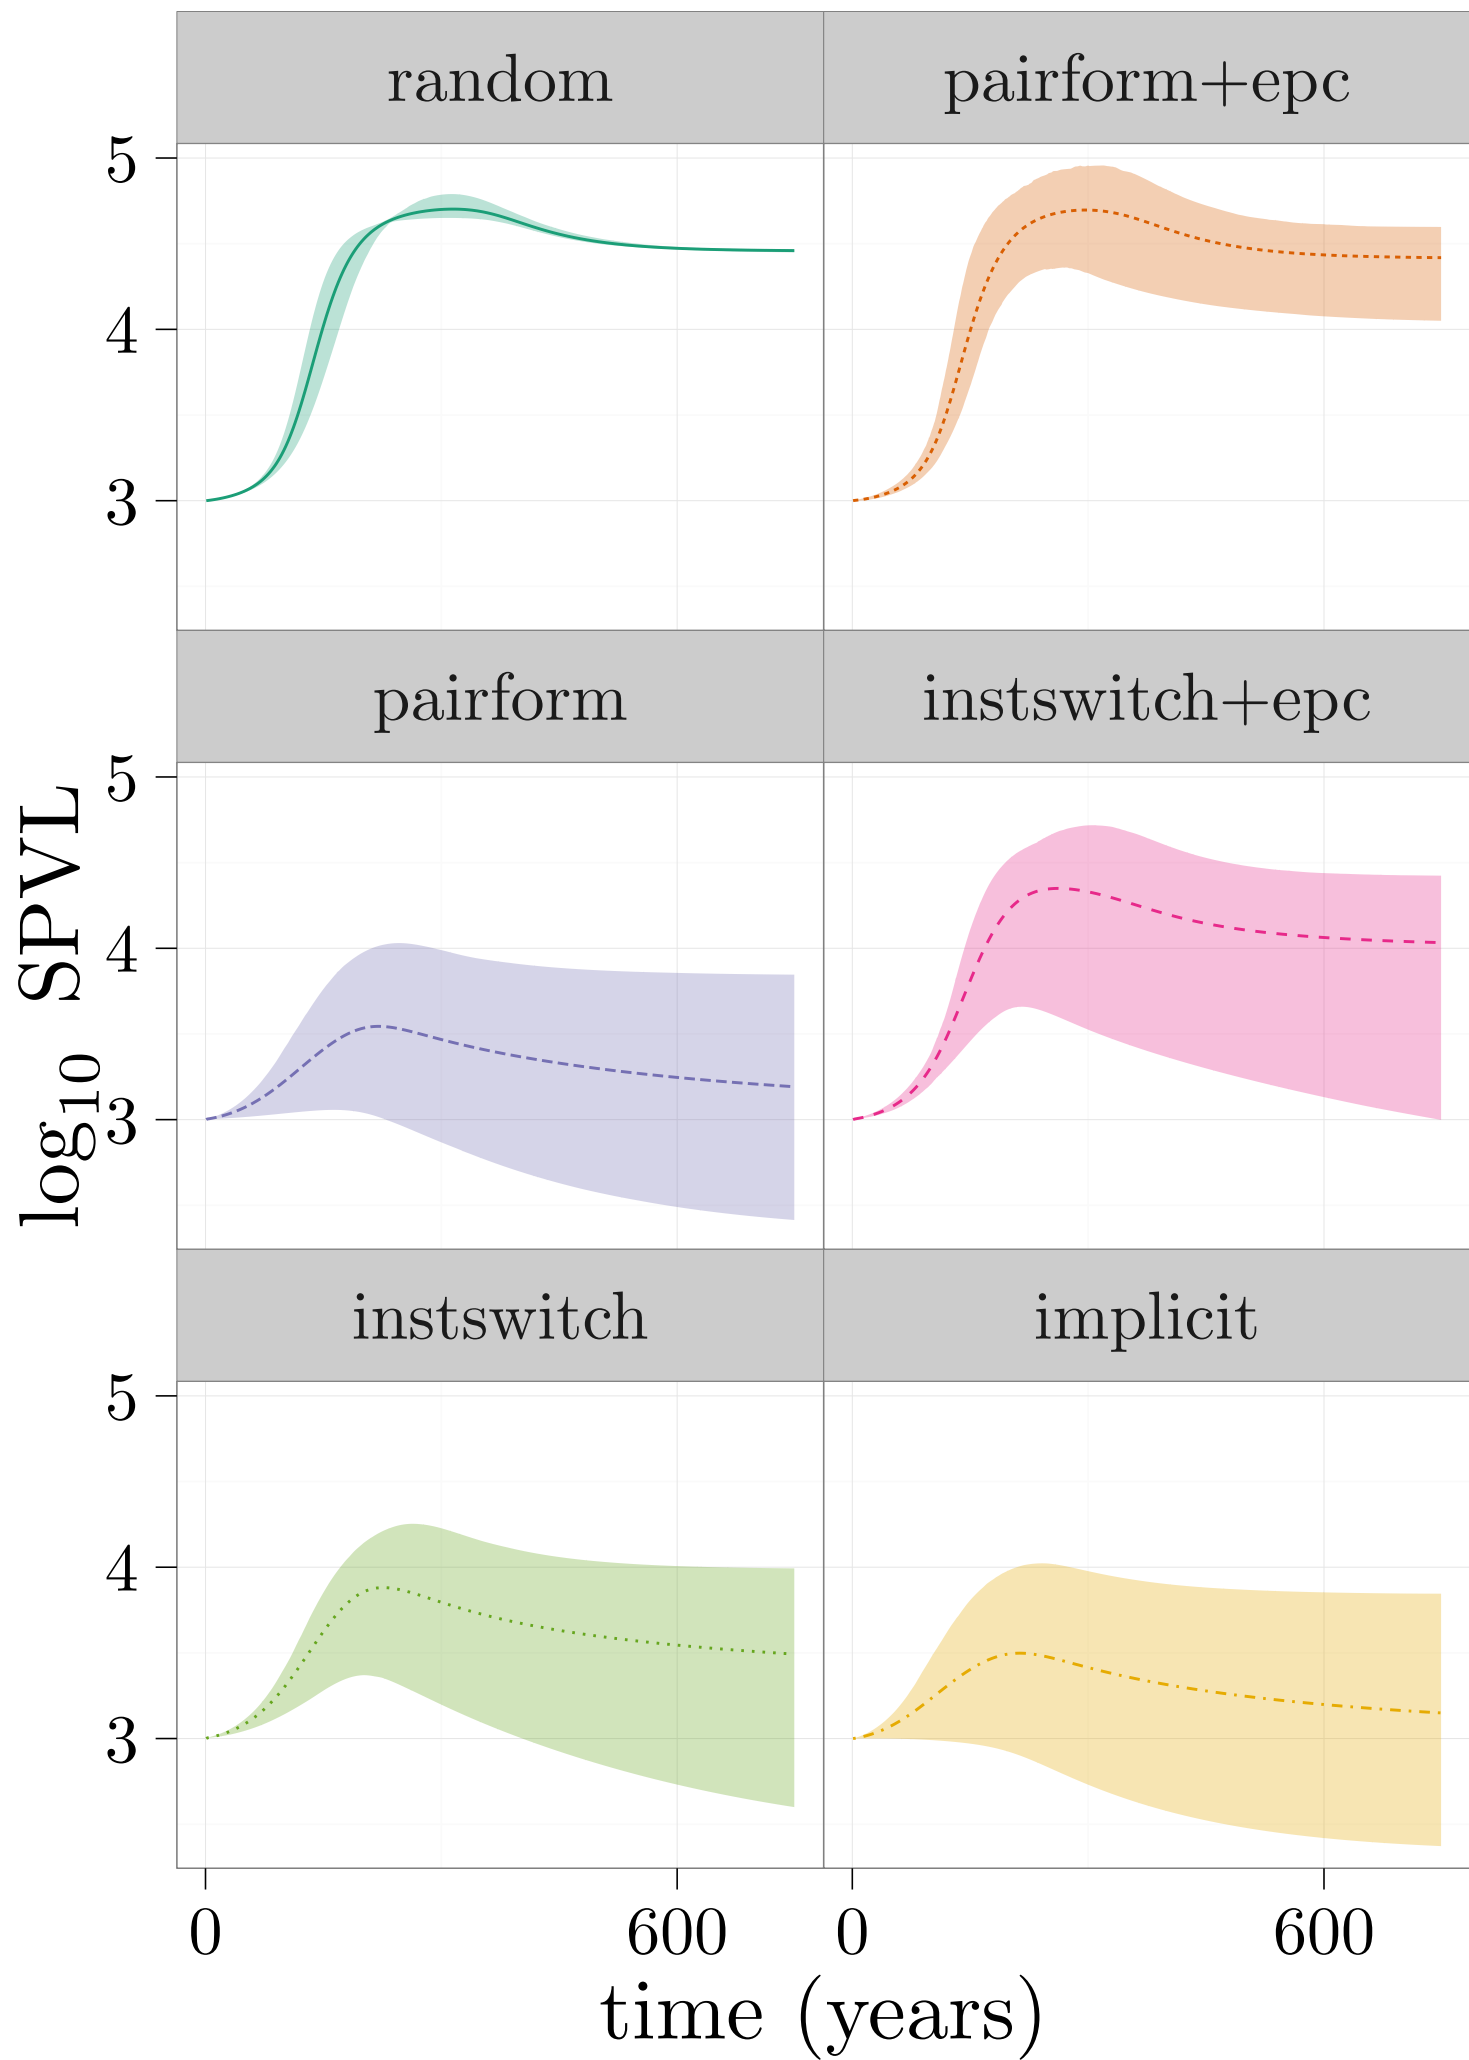 random
pairform+epc
5
4
3
pairform
instswitch+epc
5
4
3
log10 SPVL
instswitch
implicit
5
4
3
0
600
0
600
time (years)